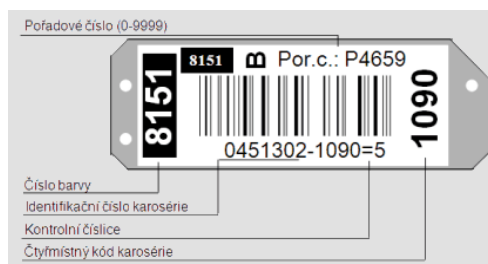 Pořadové číslo (0-9999)
8151 B Por.c.: P4659
8151
1090
0451302-1090=5
Číslo barvy
Identifikační číslo karosérie
Kontrolní číslice
Čtyřmístný kód karosérie